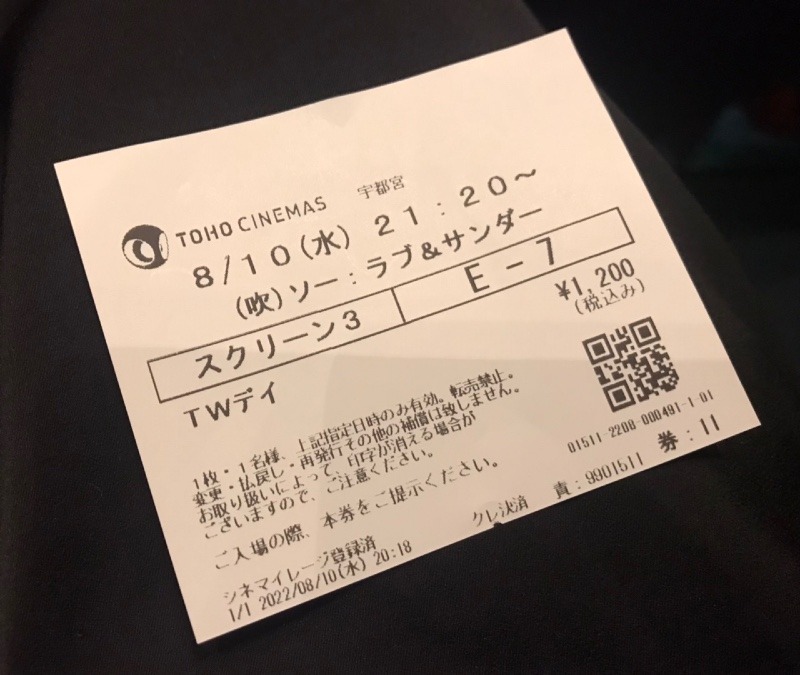 TOHO CINEMAS 宇都宮
8/10(水) 21:20～
(吹)ソー：ラブ&サンダー
スクリーン3 E-7
¥1,200
(税込み)
TWデイ
1枚・1名様、上記指定日時のみ有効。転売禁止。
変更・払戻し・再発行その他の補償は致しません。
お取り扱いによって、印字が消える場合が
ございますので、ご注意ください。
ご入場の際、本券をご提示ください。
01511-2208-000491-1-01
クレ決済 責：9901511 券：11
シネマイレージ登録済
1/1 2022/08/10(水) 20:18